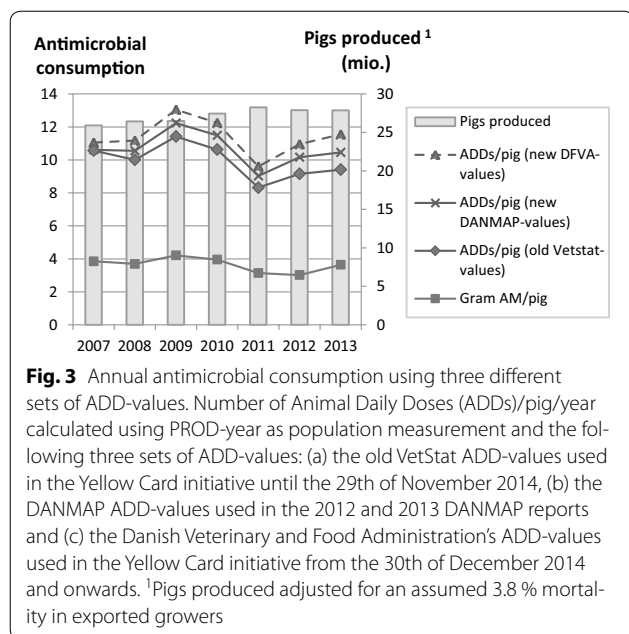 Antimicrobial
consumption
Pigs produced ¹
(mio.)
14
12
10
8
6
4
2
0
30
25
20
15
10
5
0
2007 2008 2009 2010 2011 2012 2013
Pigs produced
ADDs/pig (new DFVA-
values)
ADDs/pig (new
DANMAP-values)
ADDs/pig (old Vetstat-
values)
Gram AM/pig
Fig. 3 Annual antimicrobial consumption using three different
sets of ADD-values. Number of Animal Daily Doses (ADDs)/pig/year
calculated using PROD-year as population measurement and the fol-
lowing three sets of ADD-values: (a) the old VetStat ADD-values used
in the Yellow Card initiative until the 29th of November 2014, (b) the
DANMAP ADD-values used in the 2012 and 2013 DANMAP reports
and (c) the Danish Veterinary and Food Administration’s ADD-values
used in the Yellow Card initiative from the 30th of December 2014
and onwards. ¹Pigs produced adjusted for an assumed 3.8 % mortal-
ity in exported growers